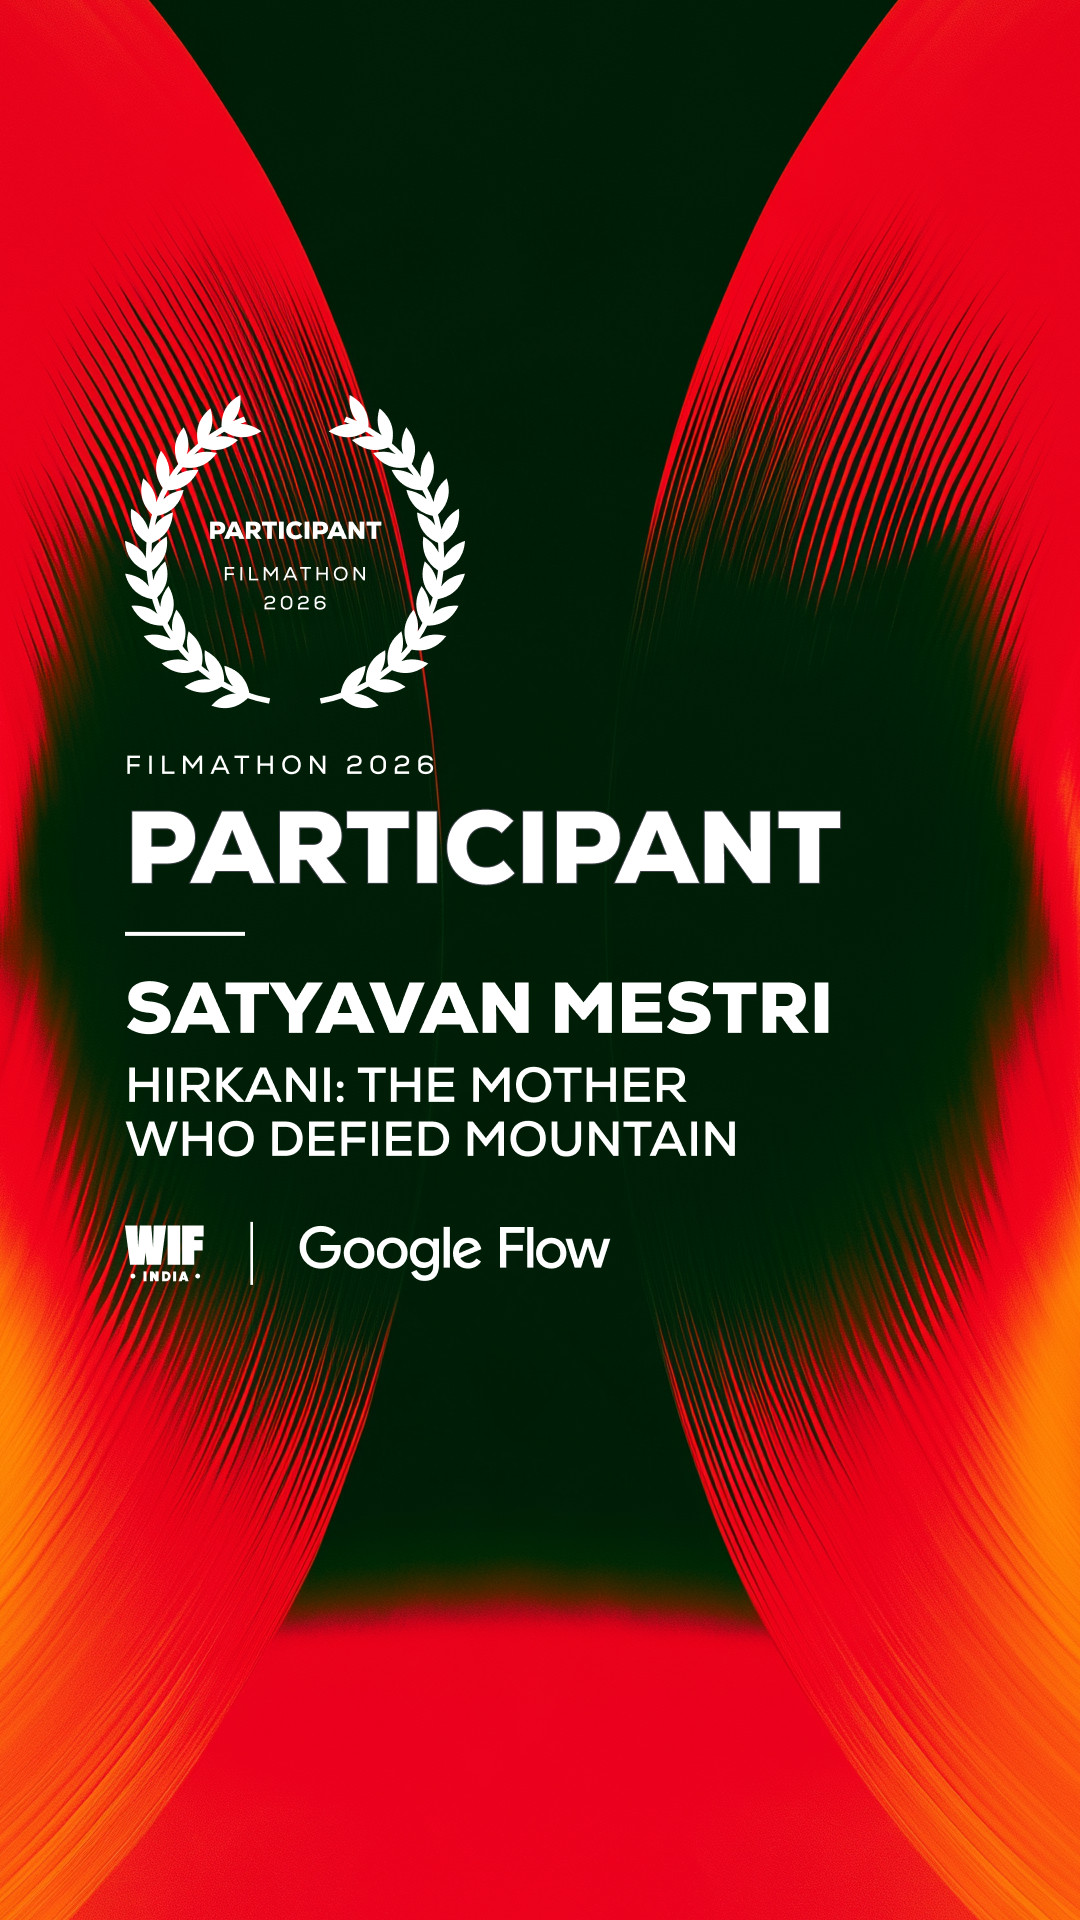 PARTICIPANT
FILMATHON
2026
FILMATHON 2026
PARTICIPANT
SATYAVAN MESTRI
HIRKANI: THE MOTHER
WHO DEFIED MOUNTAIN
WIF
• INDIA •
Google Flow